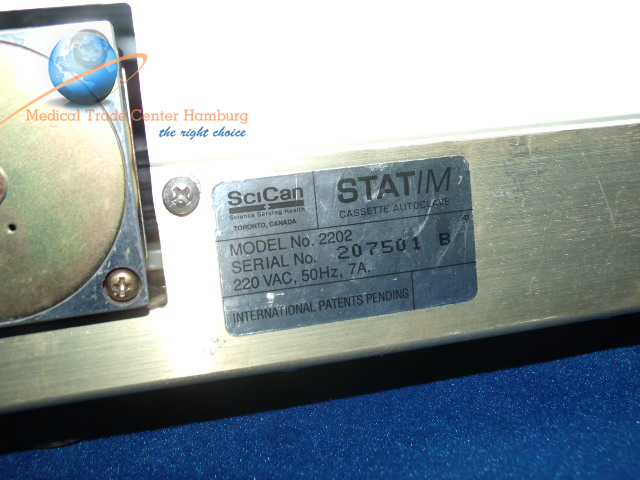 Medical Trade Center Hamburg
the right choice
SciCan
Science Serving Health
TORONTO, CANADA
STATIM
CASSETTE AUTOCLAVE
MODEL No. 2202
SERIAL No. 207501 B
220 VAC, 50Hz, 7A.
INTERNATIONAL PATENTS PENDING